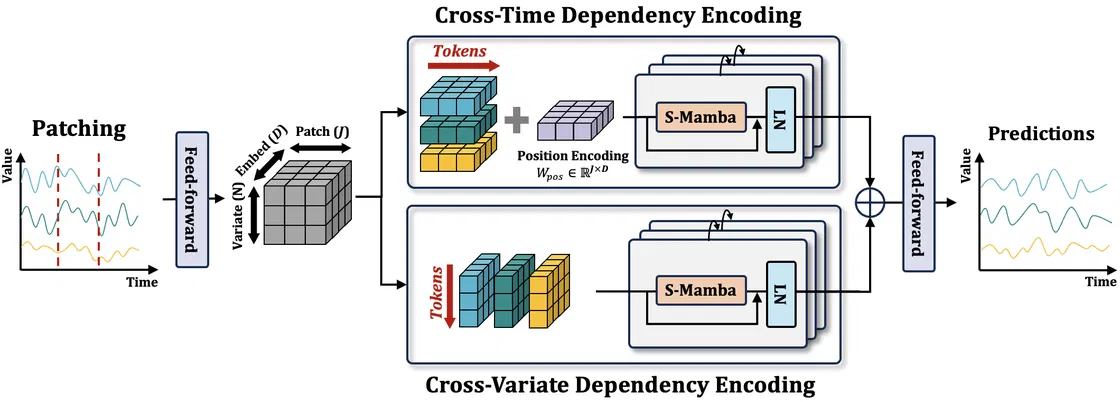 Cross-Time Dependency Encoding
Patching
Value
Time
Feed-forward
Variate (N)
Embed (D)
Patch (J)
Tokens
Position Encoding
W_pos ∈ ℝ^{J×D}
S-Mamba
LN
Tokens
S-Mamba
LN
Cross-Variate Dependency Encoding
Feed-forward
Predictions
Value
Time